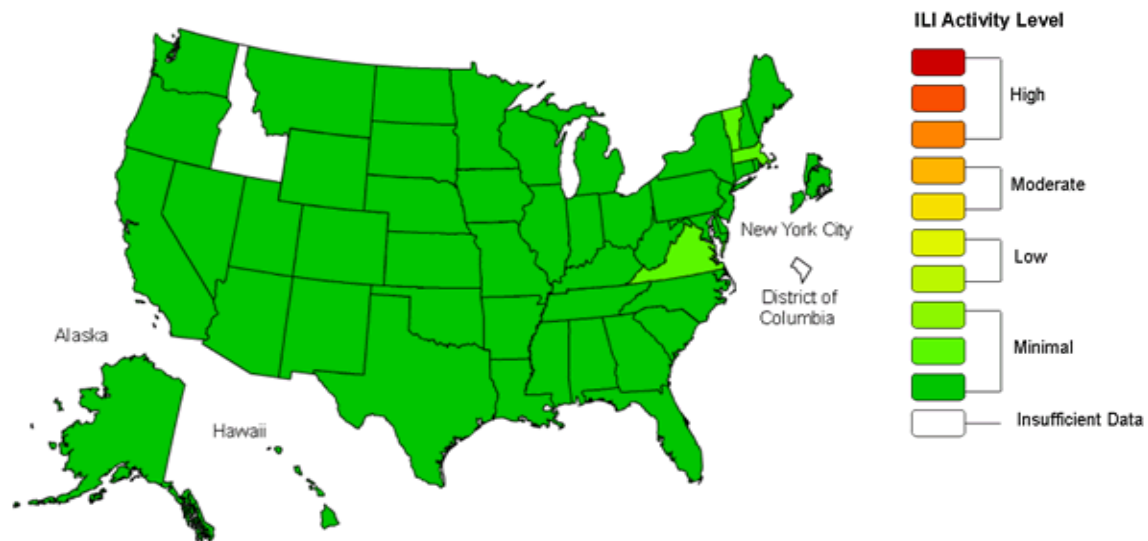 ILI Activity Level
High
Moderate
New York City
Low
District of
Columbia
Alaska
Minimal
Hawaii
Insufficient Data